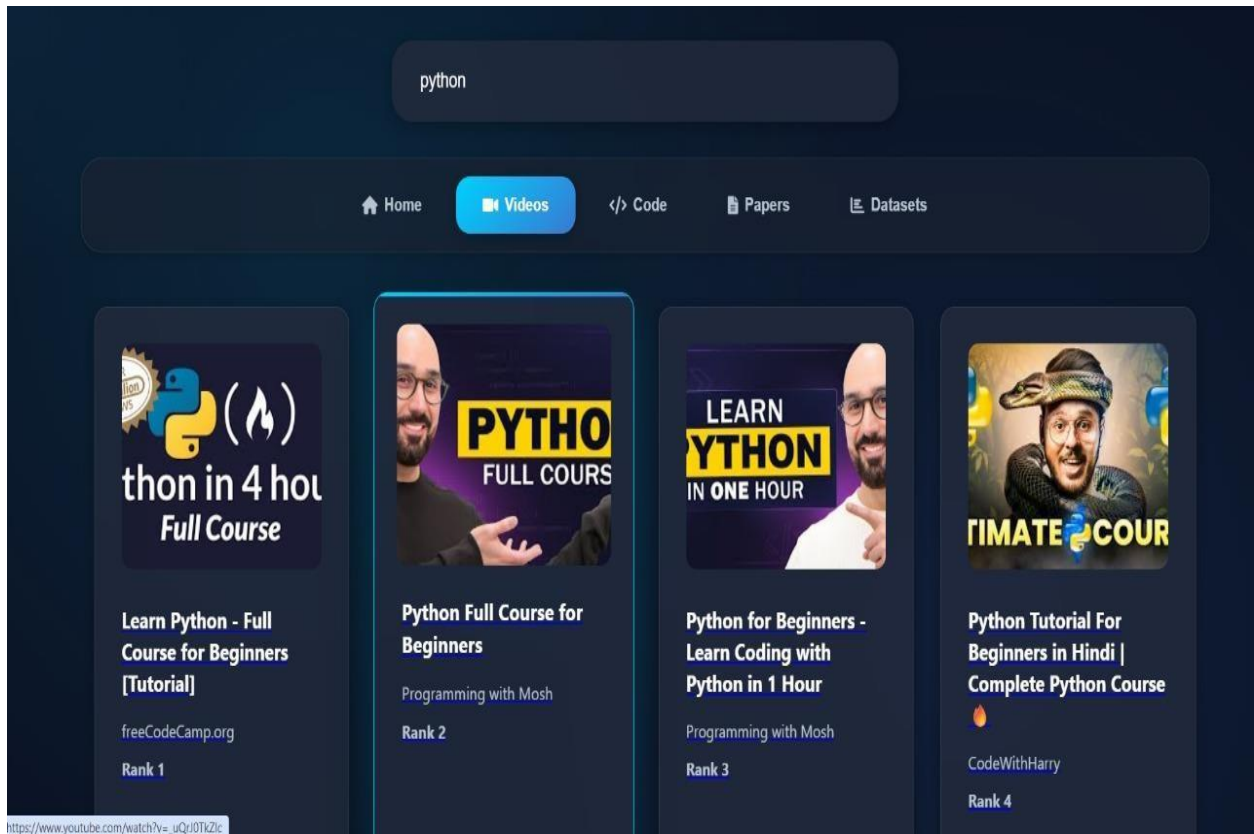 python
Home
Videos
</> Code
Papers
Datasets
thon in 4 hou
Full Course
Learn Python - Full
Course for Beginners
[Tutorial]
freeCodeCamp.org
Rank 1
PYTHO
FULL COURS
Python Full Course for
Beginners
Programming with Mosh
Rank 2
LEARN
PYTHON
IN ONE HOUR
Python for Beginners -
Learn Coding with
Python in 1 Hour
Programming with Mosh
Rank 3
TIMATE COUR
Python Tutorial For
Beginners in Hindi |
Complete Python Course
🔥
CodeWithHarry
Rank 4
https://www.youtube.com/watch?v=_uQrJ0TkZlc